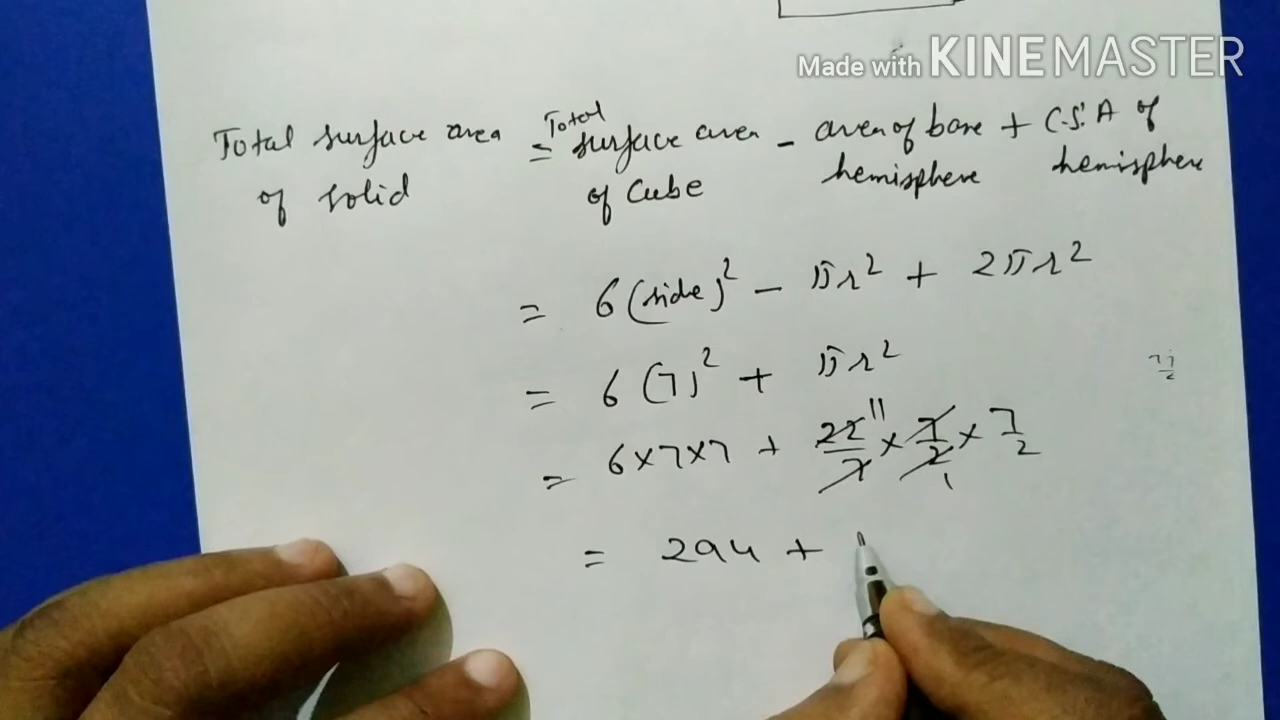 Made with KINEMASTER
Total surface area = Total surface area - area of base + C.S.A of
of solid of Cube hemisphere hemisphere
= 6 (side)² - πr² + 2πr²
= 6 (7)² + πr²
= 6×7×7 + 22/7 11 × 7/2 1 × 7/2
= 294 +